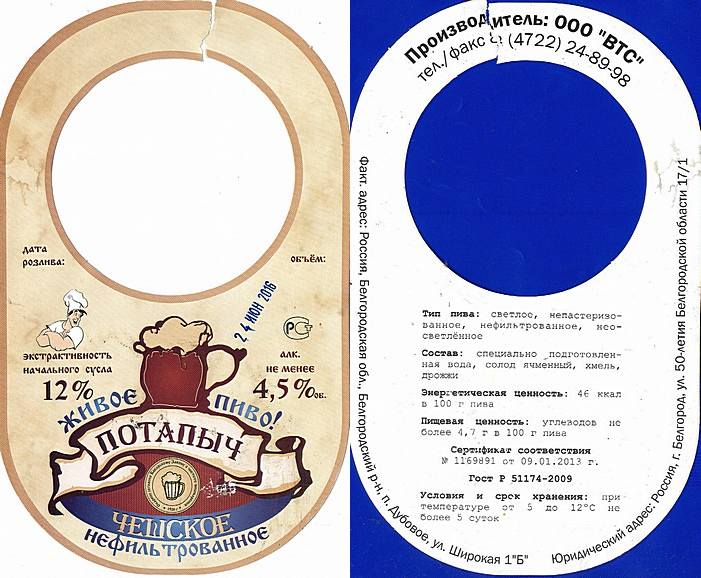 дата
розлива:
объём:
24 ИЮН 2016
экстрактивность
начального сусла
12%
РСТ
алк.
не менее
4,5%об.
живое пиво!
ПОТАПЫЧ
ЧЕШСКОЕ
нефильтрованное
Производитель: ООО "ВТС"
тел./факс 8 (4722) 24-89-98
Факт. адрес: Россия, Белгородская обл., Белгородский р-н, п. Дубовое, ул. Широкая 1"Б"
Юридический адрес: Россия, г. Белгород, ул. 50-летия Белгородской области 17/1
Тип пива: светлое, непастеризо-
ванное, нефильтрованное, нео-
светлённое
Состав: специально подготовлен-
ная вода, солод ячменный, хмель,
дрожжи
Энергетическая ценность: 46 ккал
в 100 г пива
Пищевая ценность: углеводов не
более 4,7 г в 100 г пива
Сертификат соответствия
№ 1169891 от 09.01.2013 г.
Гост Р 51174-2009
Условия и срок хранения: при
температуре от 5 до 12°С не
более 5 суток